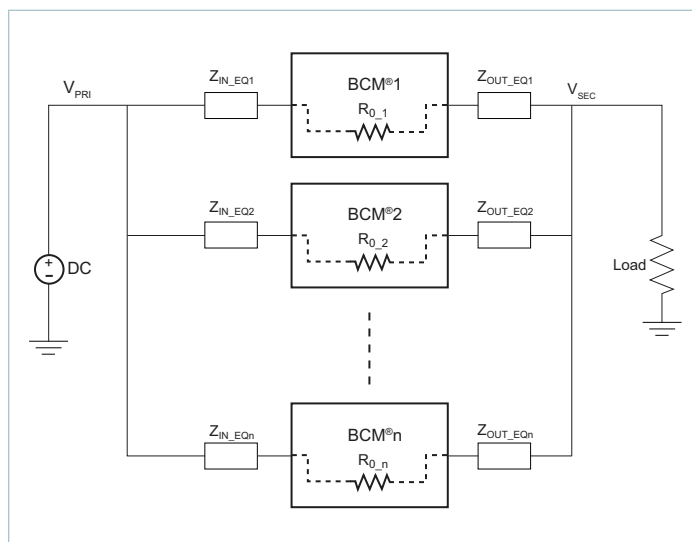 V_PRI
Z_IN_EQ1
BCM®1
R_0_1
Z_OUT_EQ1
V_SEC
Z_IN_EQ2
BCM®2
R_0_2
Z_OUT_EQ2
+
-
DC
Load
Z_IN_EQn
BCM®n
R_0_n
Z_OUT_EQn